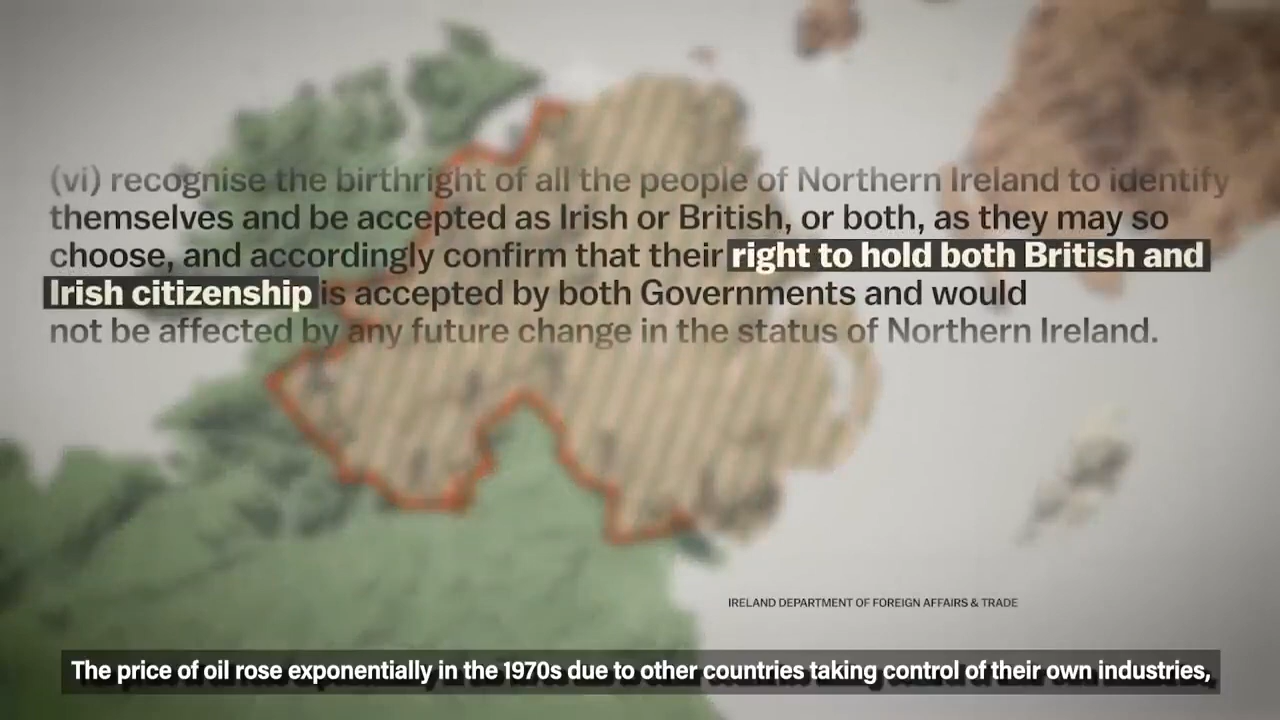 (vi) recognise the birthright of all the people of Northern Ireland to identify
themselves and be accepted as Irish or British, or both, as they may so
choose, and accordingly confirm that their right to hold both British and
Irish citizenship is accepted by both Governments and would
not be affected by any future change in the status of Northern Ireland.
IRELAND DEPARTMENT OF FOREIGN AFFAIRS & TRADE
The price of oil rose exponentially in the 1970s due to other countries taking control of their own industries,